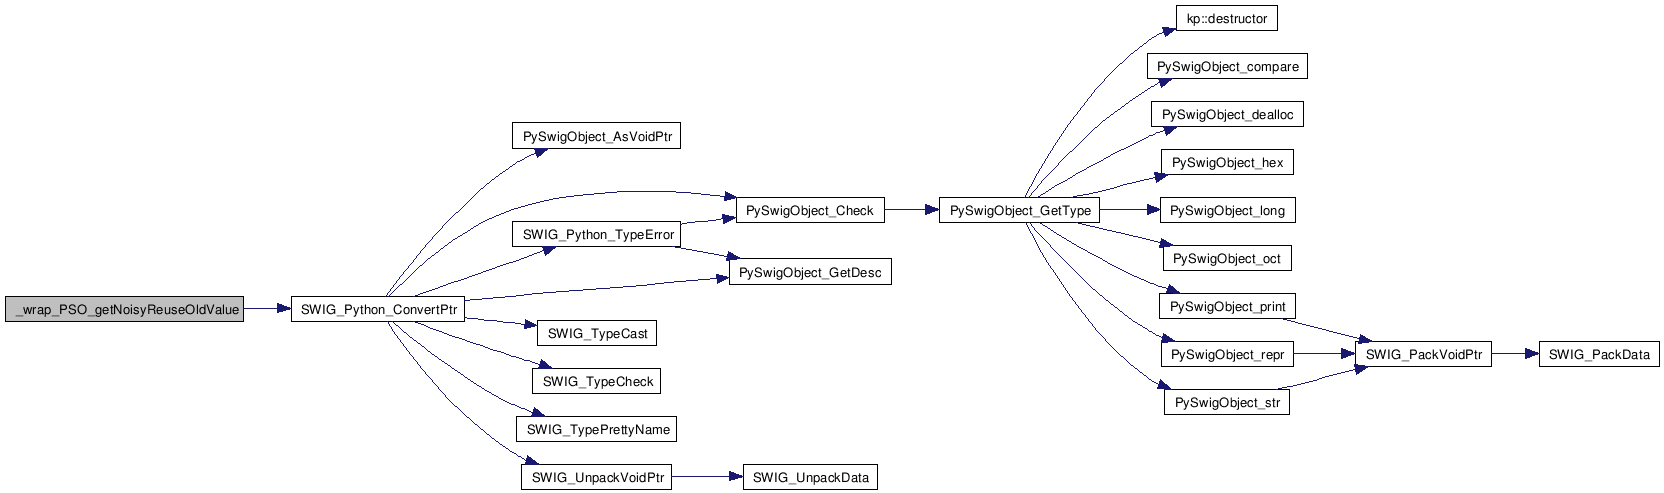 kp::destructor
PySwigObject_compare
PySwigObject_dealloc
PySwigObject_AsVoidPtr
PySwigObject_hex
PySwigObject_Check
PySwigObject_GetType
PySwigObject_long
SWIG_Python_TypeError
PySwigObject_oct
PySwigObject_GetDesc
_wrap_PSO_getNoisyReuseOldValue
SWIG_Python_ConvertPtr
PySwigObject_print
SWIG_TypeCast
PySwigObject_repr
SWIG_PackVoidPtr
SWIG_PackData
SWIG_TypeCheck
PySwigObject_str
SWIG_TypePrettyName
SWIG_UnpackVoidPtr
SWIG_UnpackData